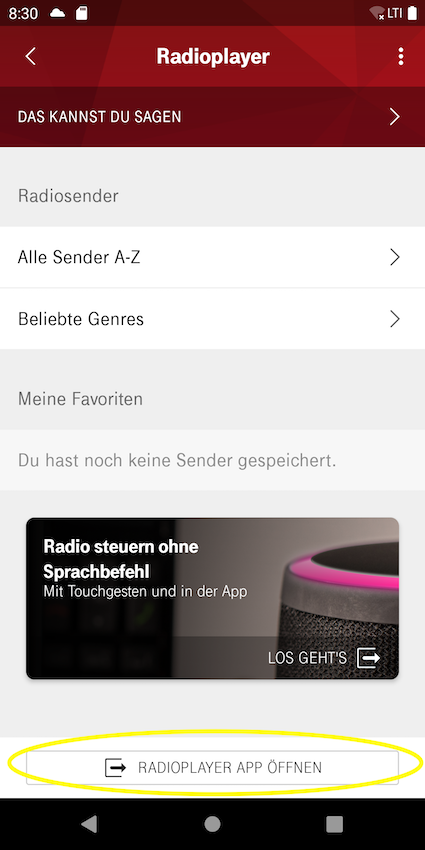 8:30
LTI
Radioplayer
DAS KANNST DU SAGEN
Radiosender
Alle Sender A-Z
Beliebte Genres
Meine Favoriten
Du hast noch keine Sender gespeichert.
Radio steuern ohne
Sprachbefehl
Mit Touchgesten und in der App
LOS GEHT'S
RADIOPLAYER APP ÖFFNEN